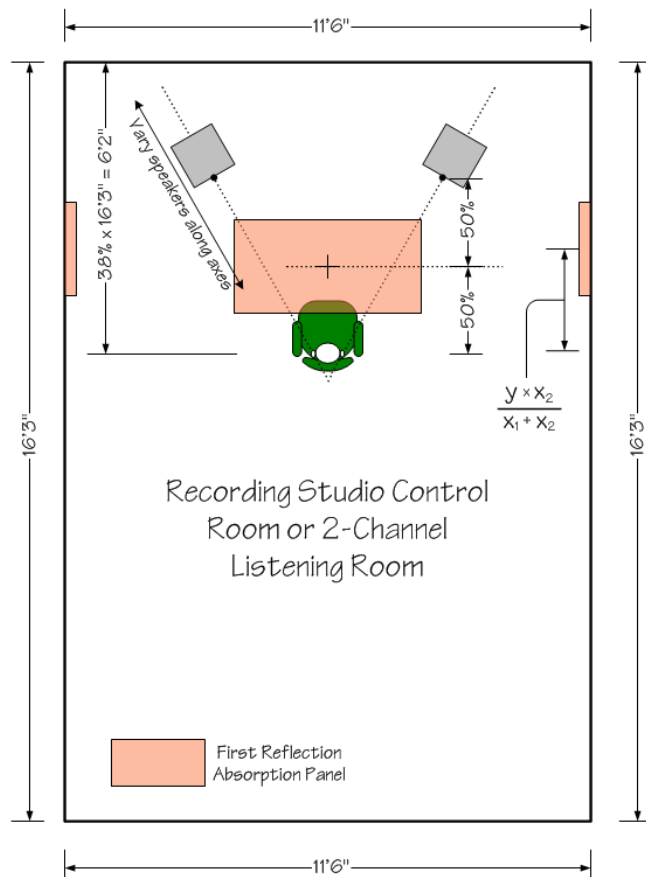 11'6"
38% x 16'3" = 6'2"
Vary speakers along axes
50%
50%
16'3"
16'3"
y × x₂
x₁ + x₂
Recording Studio Control
Room or 2-Channel
Listening Room
First Reflection
Absorption Panel
11'6"